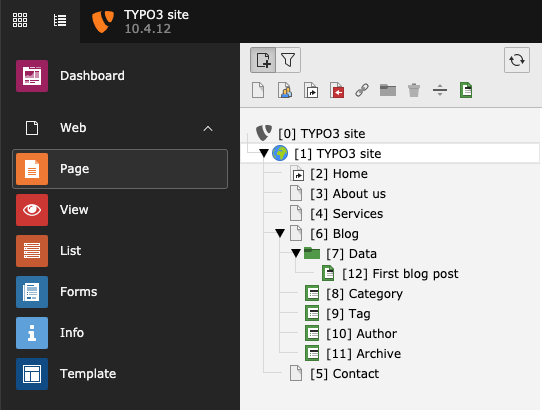 TYPO3 site
10.4.12
Dashboard
Web
Page
View
List
Forms
Info
Template
[0] TYPO3 site
[1] TYPO3 site
[2] Home
[3] About us
[4] Services
[6] Blog
[7] Data
[12] First blog post
[8] Category
[9] Tag
[10] Author
[11] Archive
[5] Contact